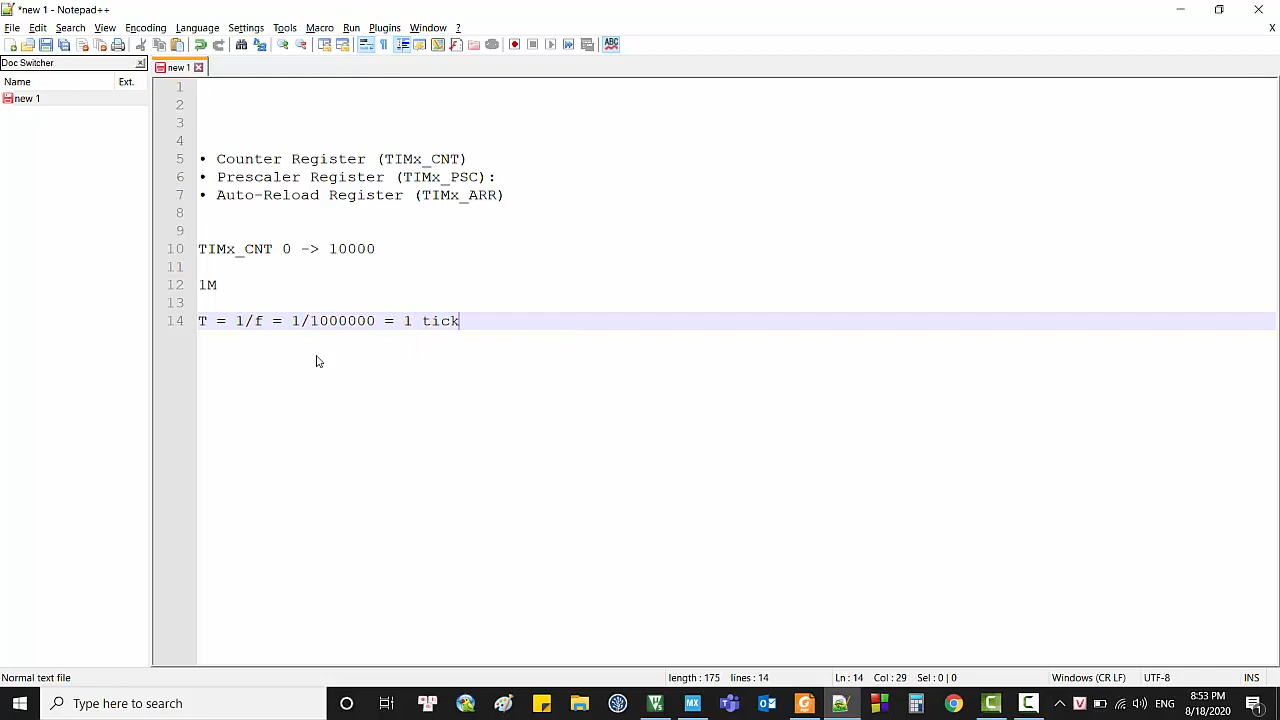 *new 1 - Notepad++
File Edit Search View Encoding Language Settings Tools Macro Run Plugins Window ? X
Doc Switcher
new 1
Name Ext.
new 1
1
2
3
4
5 • Counter Register (TIMx_CNT)
6 • Prescaler Register (TIMx_PSC):
7 • Auto-Reload Register (TIMx_ARR)
8
9
10 TIMx_CNT 0 -> 10000
11
12 1M
13
14 T = 1/f = 1/1000000 = 1 tick
Normal text file length : 175 lines : 14 Ln : 14 Col : 29 Sel : 0 | 0 Windows (CR LF) UTF-8 INS
Type here to search
ENG
8:53 PM
8/18/2020